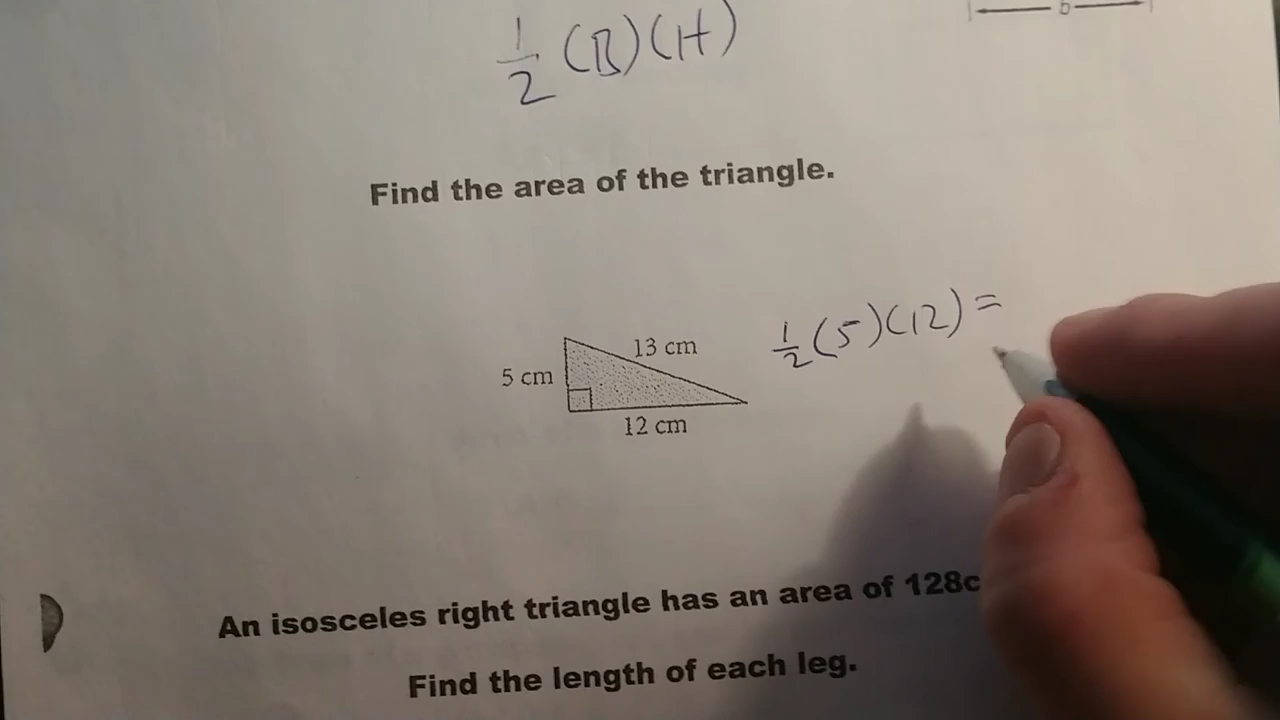 b
1/2 (B)(H)
Find the area of the triangle.
5 cm
13 cm
12 cm
1/2 (5)(12) =
An isosceles right triangle has an area of 128c
Find the length of each leg.